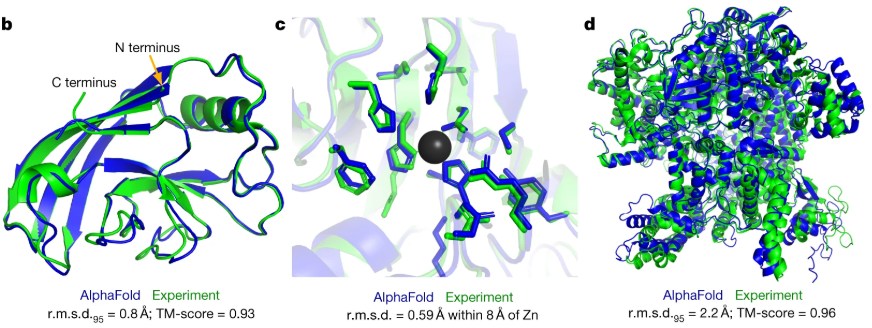 b
N terminus
C terminus
AlphaFold Experiment
r.m.s.d.95 = 0.8 Å; TM-score = 0.93
c
AlphaFold Experiment
r.m.s.d. = 0.59 Å within 8 Å of Zn
d
AlphaFold Experiment
r.m.s.d.95 = 2.2 Å; TM-score = 0.96